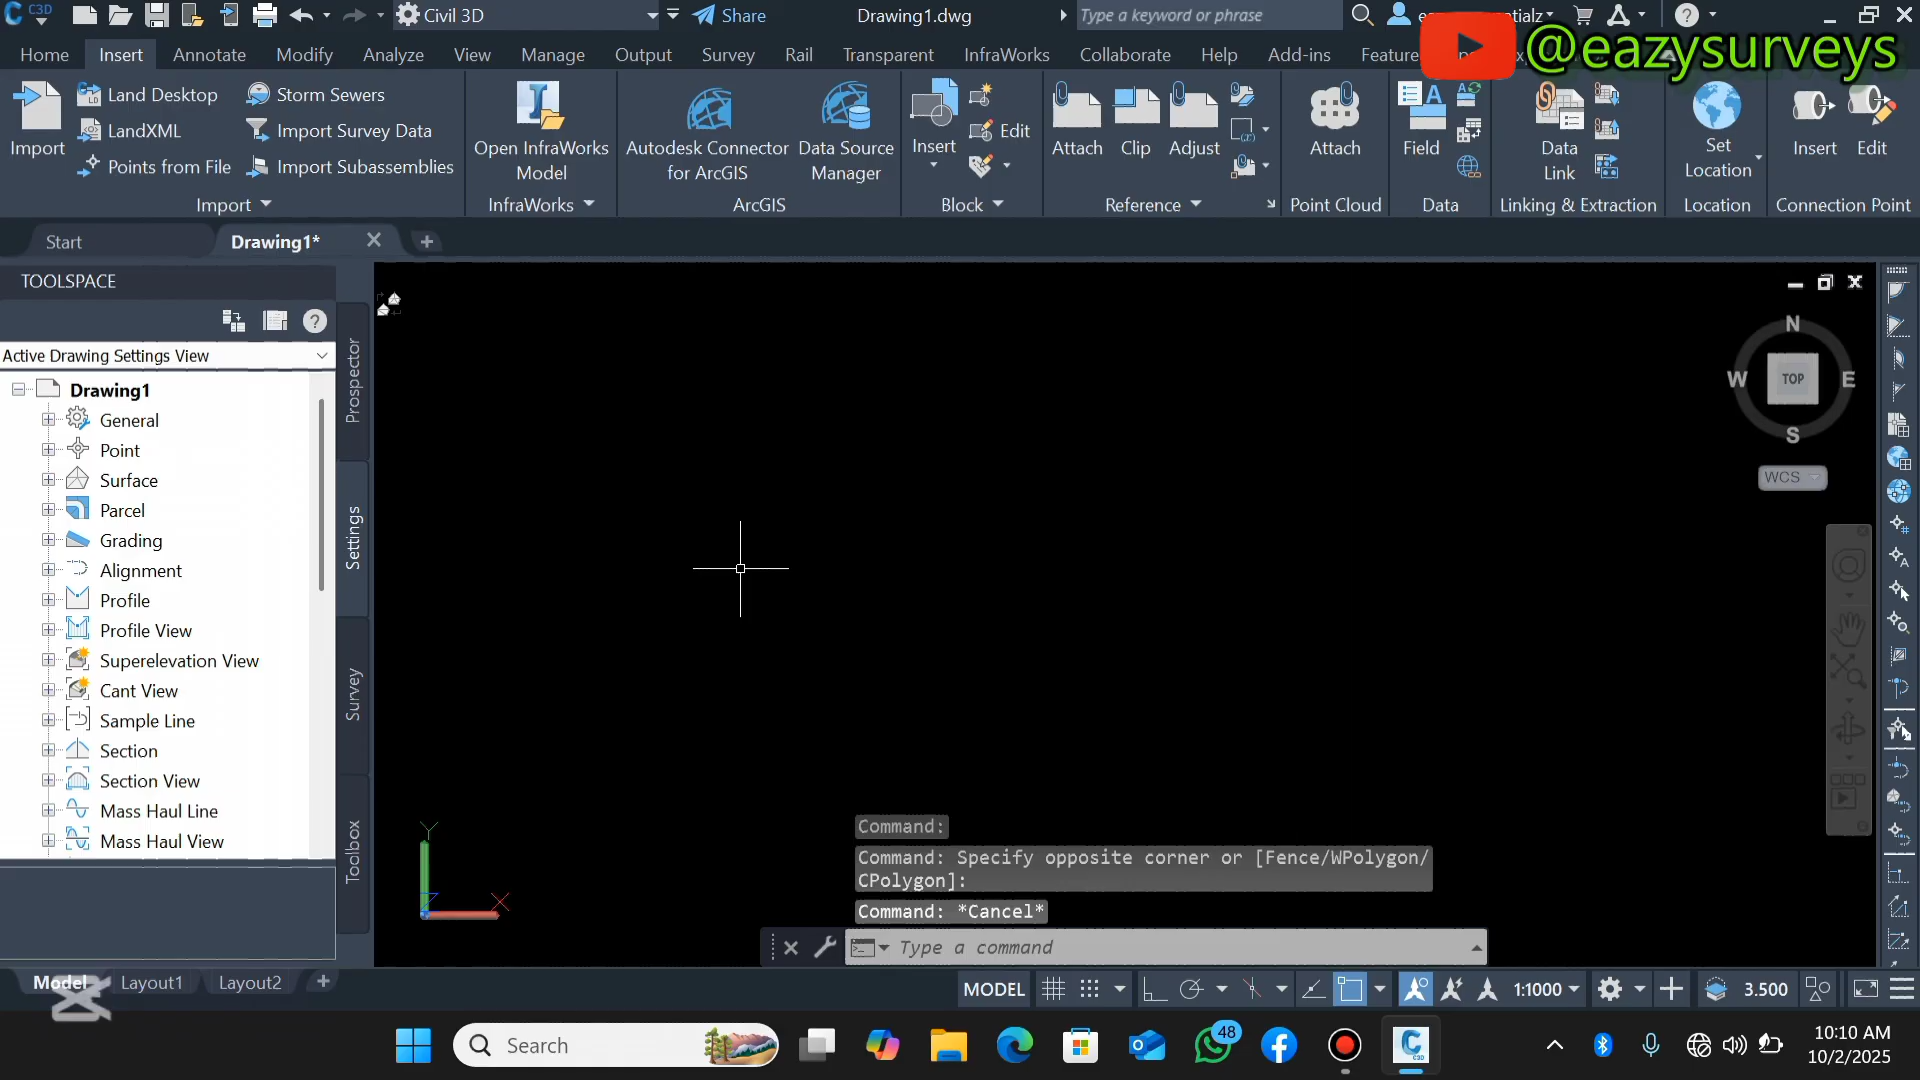 C3D
Civil 3D
Share
Drawing1.dwg
Type a keyword or phrase
@eazysurveys
Home
Insert
Annotate
Modify
Analyze
View
Manage
Output
Survey
Rail
Transparent
InfraWorks
Collaborate
Help
Add-ins
Feature
Import
Land Desktop
LandXML
Points from File
Storm Sewers
Import Survey Data
Import Subassemblies
Import
Open InfraWorks
Model
InfraWorks
Autodesk Connector
for ArcGIS
Data Source
Manager
ArcGIS
Insert
Edit
Block
Attach
Clip
Adjust
Reference
Attach
Point Cloud
Field
Data
Data
Link
Linking & Extraction
Set
Location
Location
Insert
Edit
Connection Point
Start
Drawing1*
TOOLSPACE
Active Drawing Settings View
Drawing1
General
Point
Surface
Parcel
Grading
Alignment
Profile
Profile View
Superelevation View
Cant View
Sample Line
Section
Section View
Mass Haul Line
Mass Haul View
Prospector
Settings
Survey
Toolbox
N
W
TOP
E
S
WCS
Y
X
Command:
Command: Specify opposite corner or [Fence/WPolygon/
CPolygon]:
Command: *Cancel*
Type a command
Model
Layout1
Layout2
MODEL
1:1000
3.500
Search
48
C3D
10:10 AM
10/2/2025